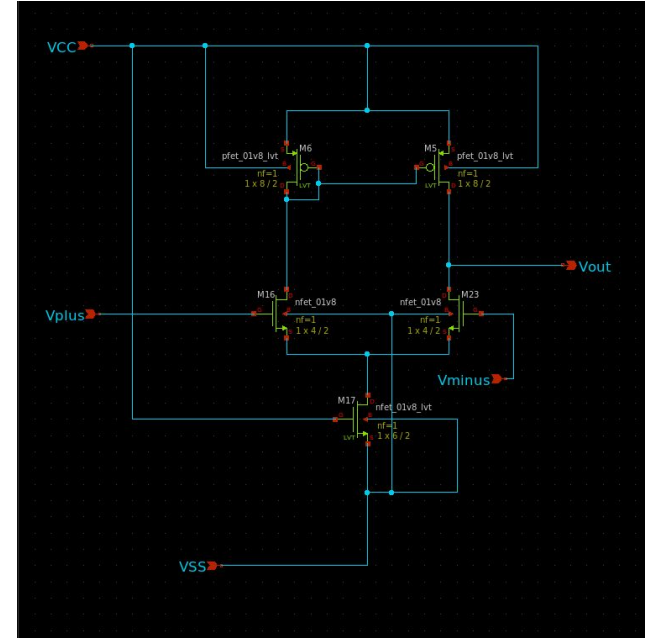 VCC
M6
M5
pfet_01v8_lvt
pfet_01v8_lvt
nf=1
nf=1
1 x 8 / 2
LVT
LVT
1 x 8 / 2
Vout
M16
nfet_01v8
nfet_01v8
M23
Vplus
nf=1
nf=1
1 x 4 / 2
1 x 4 / 2
Vminus
M17
nfet_01v8_lvt
nf=1
LVT
1 x 6 / 2
VSS